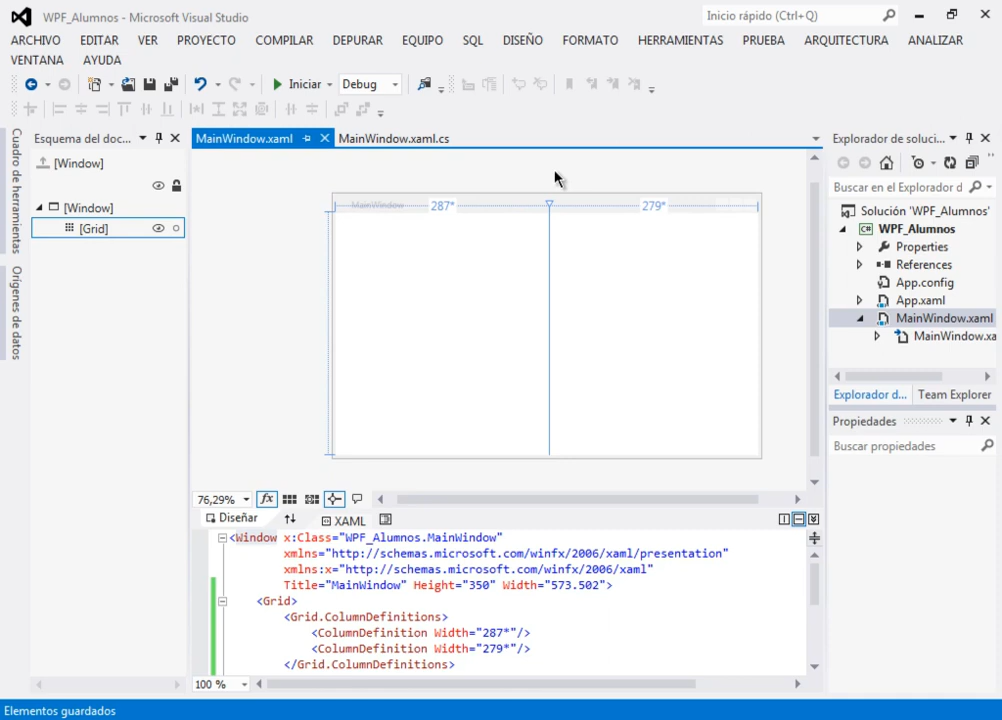 WPF_Alumnos - Microsoft Visual Studio
Inicio rápido (Ctrl+Q)
ARCHIVO EDITAR VER PROYECTO COMPILAR DEPURAR EQUIPO SQL DISEÑO FORMATO HERRAMIENTAS PRUEBA ARQUITECTURA ANALIZAR
VENTANA AYUDA
Iniciar Debug
Cuadro de herramientas
Orígenes de datos
Esquema del doc...
[Window]
[Window]
[Grid]
MainWindow.xaml MainWindow.xaml.cs
MainWindow 287* 279*
76,29% fx
Diseñar XAML
<Window x:Class="WPF_Alumnos.MainWindow"
xmlns="http://schemas.microsoft.com/winfx/2006/xaml/presentation"
xmlns:x="http://schemas.microsoft.com/winfx/2006/xaml"
Title="MainWindow" Height="350" Width="573.502">
<Grid>
<Grid.ColumnDefinitions>
<ColumnDefinition Width="287*"/>
<ColumnDefinition Width="279*"/>
</Grid.ColumnDefinitions>
100 %
Explorador de soluci...
Buscar en el Explorador d
Solución 'WPF_Alumnos'
C# WPF_Alumnos
Properties
References
App.config
App.xaml
MainWindow.xaml
MainWindow.xa
Explorador d... Team Explorer
Propiedades
Buscar propiedades
Elementos guardados